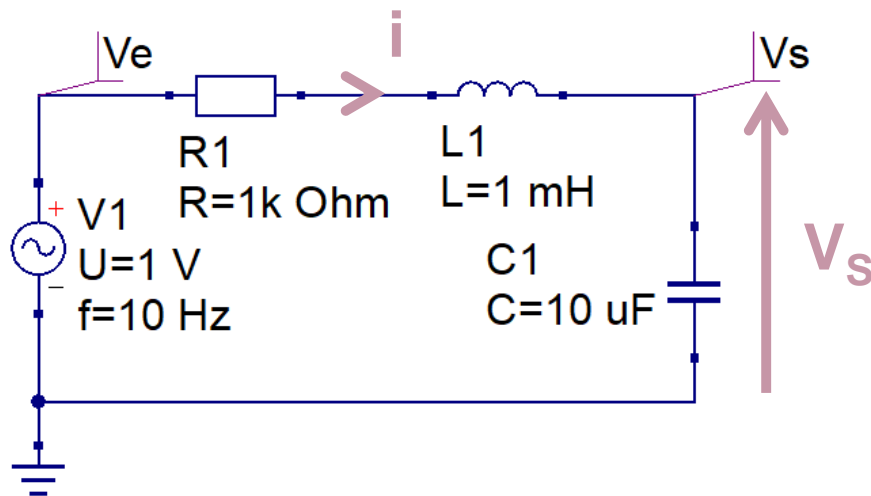 i
Ve
Vs
R1
R=1k Ohm
L1
L=1 mH
+
V1
U=1 V
f=10 Hz
−
C1
C=10 uF
Vs